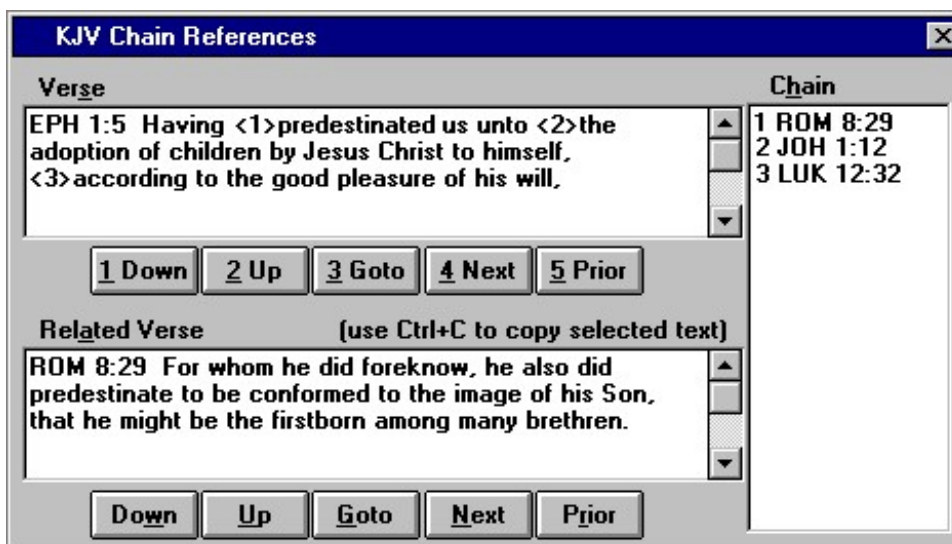 KJV Chain References
Verse
EPH 1:5 Having <1>predestinated us unto <2>the
adoption of children by Jesus Christ to himself,
<3>according to the good pleasure of his will,
1 Down 2 Up 3 Goto 4 Next 5 Prior
Related Verse (use Ctrl+C to copy selected text)
ROM 8:29 For whom he did foreknow, he also did
predestinate to be conformed to the image of his Son,
that he might be the firstborn among many brethren.
Down Up Goto Next Prior
Chain
1 ROM 8:29
2 JOH 1:12
3 LUK 12:32